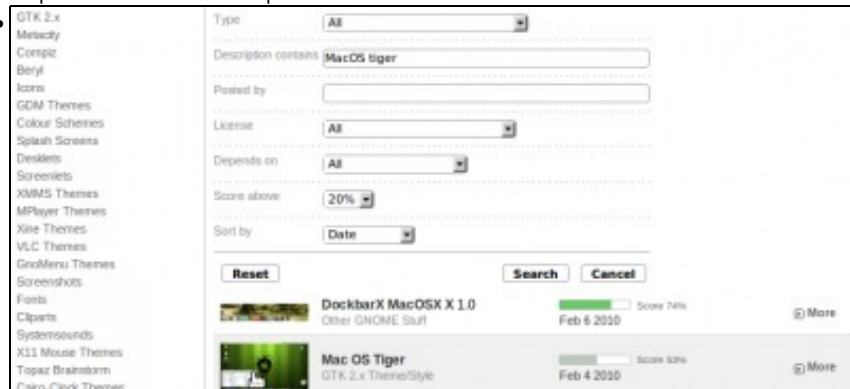 GTK 2.x
Metacity
Compiz
Beryl
Icons
GDM Themes
Colour Schemes
Splash Screens
Desklets
Screenlets
XMMS Themes
MPlayer Themes
Xine Themes
VLC Themes
GnoMenu Themes
Screenshots
Fonts
Cliparts
Systemsounds
X11 Mouse Themes
Topaz Brainstorm
Cairo-Clock Themes
Type All
Description contains MacOS tiger
Posted by
License All
Depends on All
Score above 20%
Sort by Date
Reset Search Cancel
DockbarX MacOSX X 1.0 Score 74%
Other GNOME Stuff Feb 6 2010 More
Mac OS Tiger Score 53%
GTK 2.x Theme/Style Feb 4 2010 More